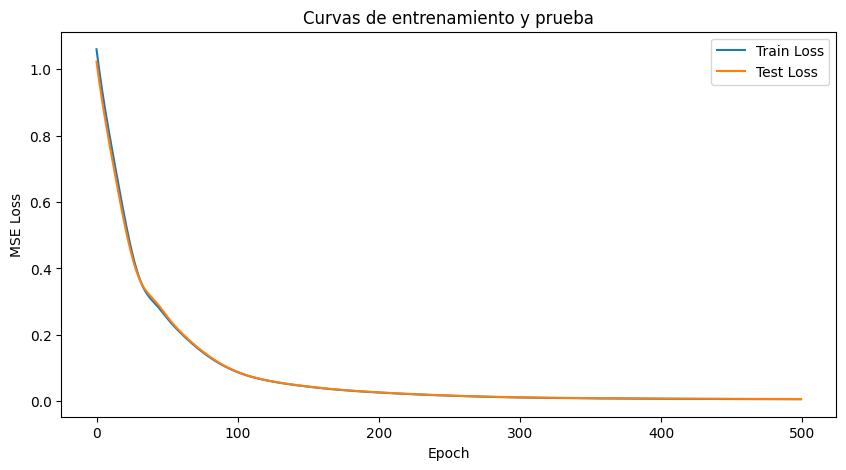 Curvas de entrenamiento y prueba
Train Loss
Test Loss
MSE Loss
1.0
0.8
0.6
0.4
0.2
0.0
0 100 200 300 400 500
Epoch